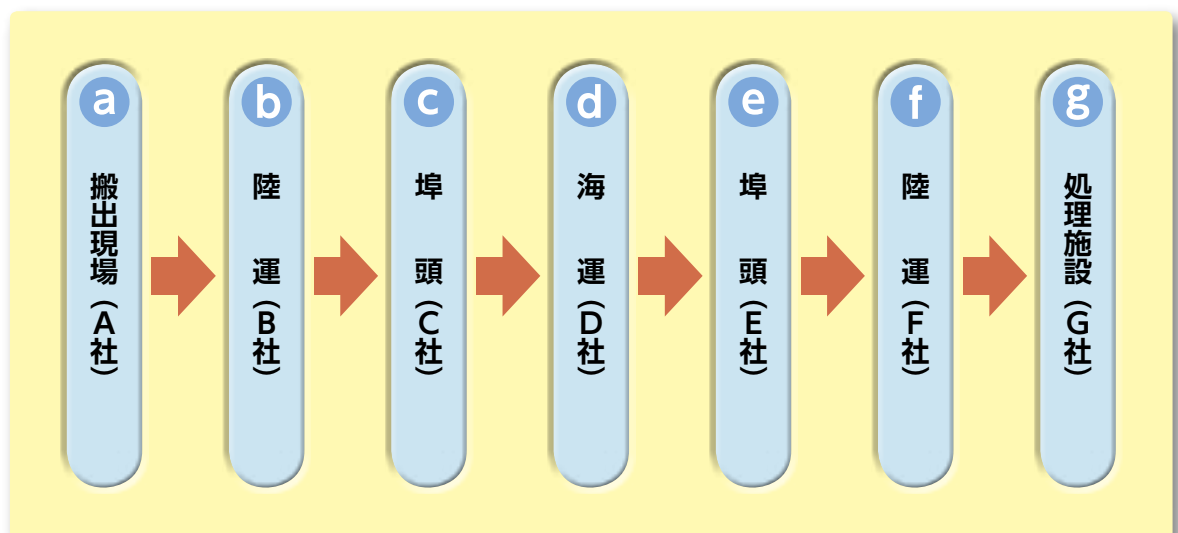 a
搬出現場（A社）
b
陸運（B社）
c
埠頭（C社）
d
海運（D社）
e
埠頭（E社）
f
陸運（F社）
g
処理施設（G社）